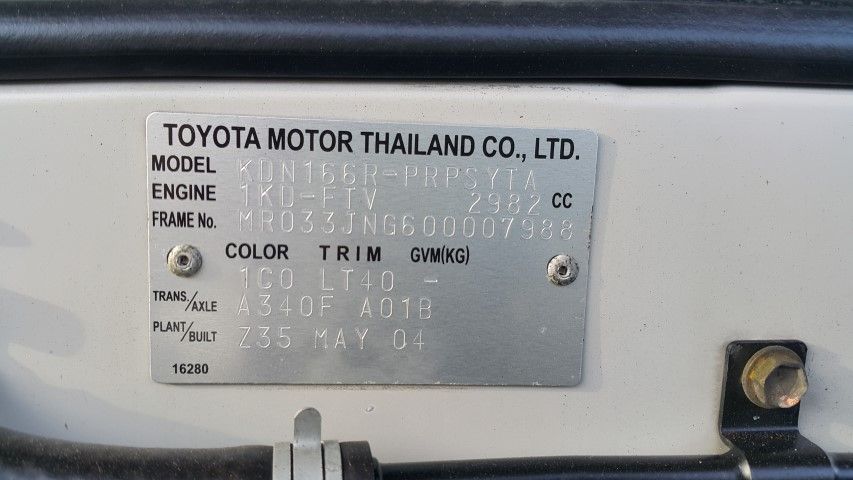 TOYOTA MOTOR THAILAND CO., LTD.
MODEL KDN166R-PRPSYTA
ENGINE 1KD-FTV 2982 CC
FRAME No. MR033JNG600007988
COLOR TRIM GVM(KG)
1C0 LT40 -
TRANS./AXLE A340F A01B
PLANT/BUILT Z35 MAY 04
16280